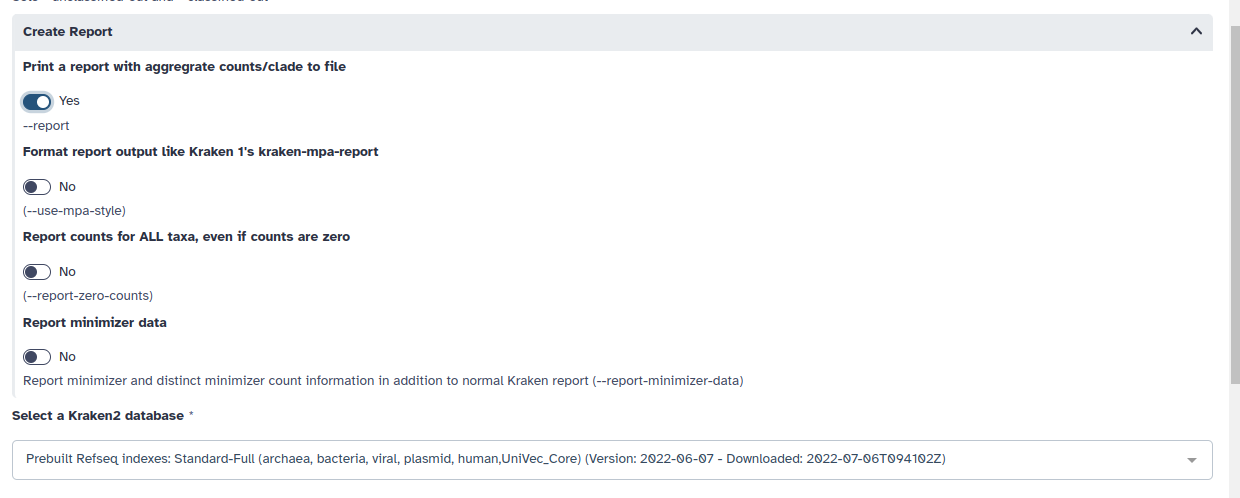 Create Report
Print a report with aggregrate counts/clade to file
Yes
--report
Format report output like Kraken 1's kraken-mpa-report
No
(--use-mpa-style)
Report counts for ALL taxa, even if counts are zero
No
(--report-zero-counts)
Report minimizer data
No
Report minimizer and distinct minimizer count information in addition to normal Kraken report (--report-minimizer-data)
Select a Kraken2 database *
Prebuilt Refseq indexes: Standard-Full (archaea, bacteria, viral, plasmid, human,UniVec_Core) (Version: 2022-06-07 - Downloaded: 2022-07-06T094102Z)